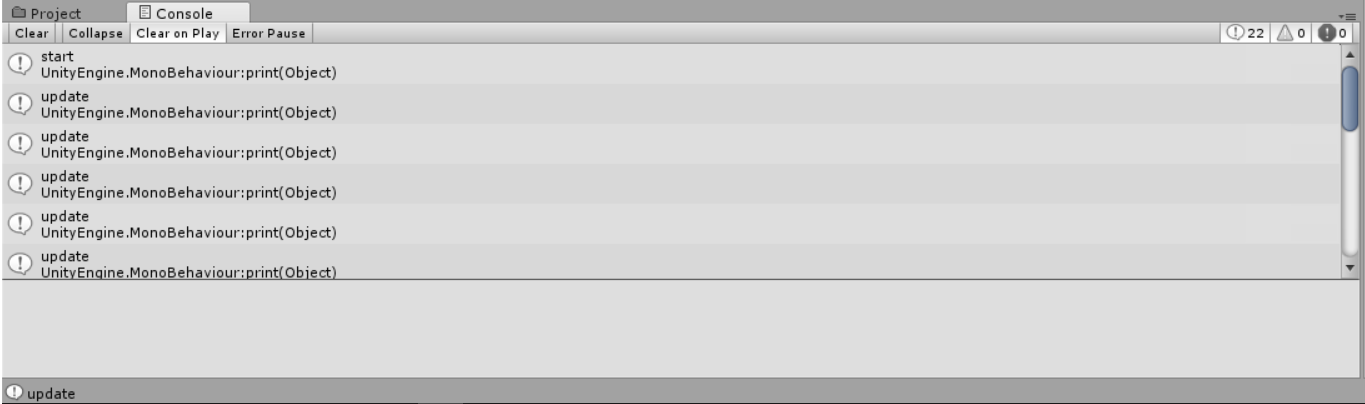 Project Console
Clear Collapse Clear on Play Error Pause 22 0 0
start
UnityEngine.MonoBehaviour:print(Object)
update
UnityEngine.MonoBehaviour:print(Object)
update
UnityEngine.MonoBehaviour:print(Object)
update
UnityEngine.MonoBehaviour:print(Object)
update
UnityEngine.MonoBehaviour:print(Object)
update
UnityEngine.MonoBehaviour:print(Object)
update